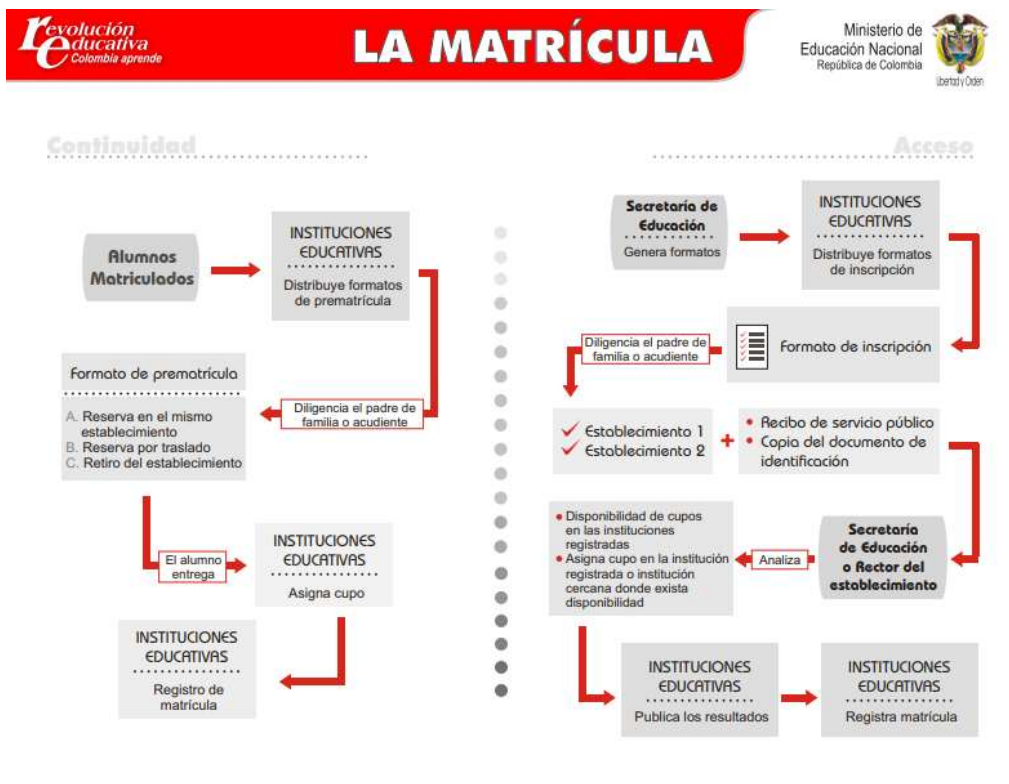 revolución
educativa
Colombia aprende
LA MATRÍCULA
Ministerio de
Educación Nacional
República de Colombia
Libertad y Orden
Continuidad
Alumnos
Matriculados
INSTITUCIONES
EDUCATIVAS
Distribuye formatos
de prematrícula
Diligencia el padre de
familia o acudiente
Formato de prematrícula
A. Reserva en el mismo
establecimiento
B. Reserva por traslado
C. Retiro del establecimiento
El alumno
entrega
INSTITUCIONES
EDUCATIVAS
Asigna cupo
INSTITUCIONES
EDUCATIVAS
Registro de
matrícula
Acceso
Secretaría de
Educación
Genera formatos
INSTITUCIONES
EDUCATIVAS
Distribuye formatos
de inscripción
Formato de inscripción
Diligencia el padre de
familia o acudiente
✓ Establecimiento 1
✓ Establecimiento 2
+
• Recibo de servicio público
• Copia del documento de
identificación
Secretaría
de Educación
o Rector del
establecimiento
Analiza
• Disponibilidad de cupos
en las instituciones
registradas
• Asigna cupo en la institución
registrada o institución
cercana donde exista
disponibilidad
INSTITUCIONES
EDUCATIVAS
Publica los resultados
INSTITUCIONES
EDUCATIVAS
Registra matrícula